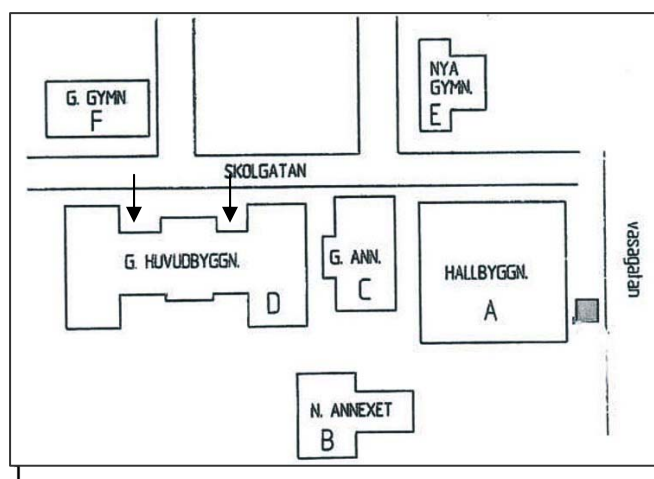 NYA
GYMN.
E
G. GYMN
F
SKOLGATAN
vasagatan
G. HUVUDBYGGN.
D
G. ANN.
C
HALLBYGGN.
A
N. ANNEXET
B